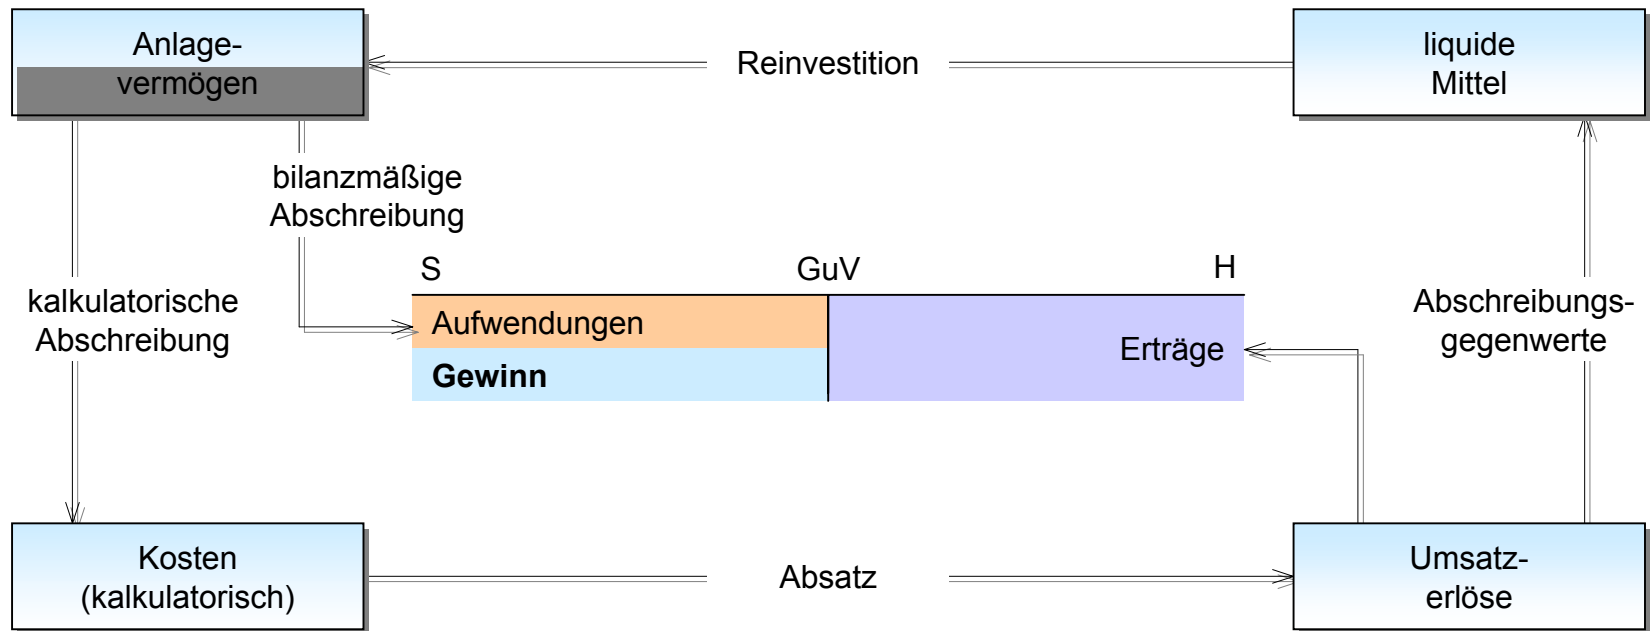 Anlage-
vermögen
Reinvestition
liquide
Mittel
bilanzmäßige
Abschreibung
kalkulatorische
Abschreibung
S
GuV
H
Aufwendungen
Gewinn
Erträge
Abschreibungs-
gegenwerte
Kosten
(kalkulatorisch)
Absatz
Umsatz-
erlöse